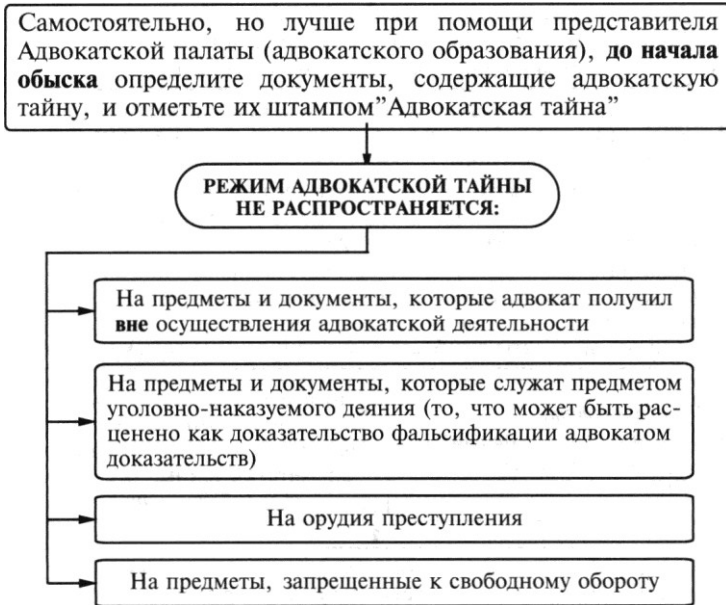 Самостоятельно, но лучше при помощи представителя
Адвокатской палаты (адвокатского образования), до начала
обыска определите документы, содержащие адвокатскую
тайну, и отметьте их штампом”Адвокатская тайна”
РЕЖИМ АДВОКАТСКОЙ ТАЙНЫ
НЕ РАСПРОСТРАНЯЕТСЯ:
На предметы и документы, которые адвокат получил
вне осуществления адвокатской деятельности
На предметы и документы, которые служат предметом
уголовно-наказуемого деяния (то, что может быть рас-
ценено как доказательство фальсификации адвокатом
доказательств)
На орудия преступления
На предметы, запрещенные к свободному обороту